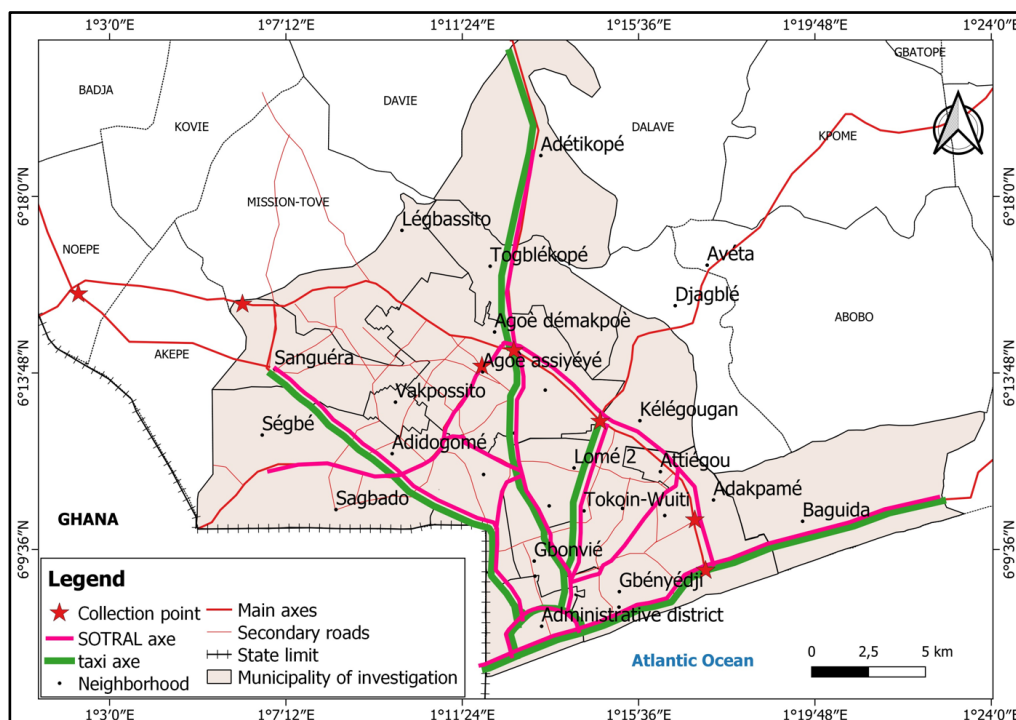 1°3′0″E 1°7′12″E 1°11′24″E 1°15′36″E 1°19′48″E 1°24′0″E
GBATOPE
BADJA
DAVIE
KOVIE
DALAVE
KPOME
Adétikopé
6°18′0″N
6°18′0″N
MISSION-TOVE
Légbassito
NOEPE
Togblékopé
Avéta
Djagblé
ABOBO
Agoè démakpoè
AKEPE
Sanguéra
Agoè assiyéyé
6°13′48″N
6°13′48″N
Vakpossito
Kélégougan
Ségbé
Adidogomé
Lomé 2
Attiégou
Sagbado
Tokoin-Wuiti
Adakpamé
Baguida
GHANA
6°9′36″N
6°9′36″N
Gbonvié
Gbényédji
Administrative district
Atlantic Ocean
0 2,5 5 km
Legend
Collection point
SOTRAL axe
taxi axe
Neighborhood
Main axes
Secondary roads
State limit
Municipality of investigation
1°3′0″E 1°7′12″E 1°11′24″E 1°15′36″E 1°19′48″E 1°24′0″E